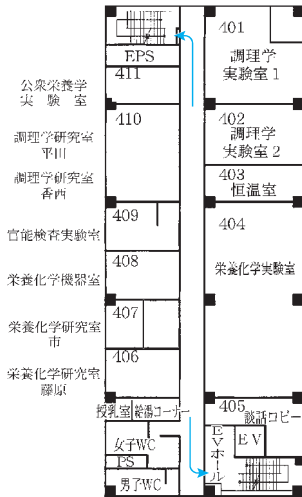 401
調理学
実験室1
EPS
411
公衆栄養学
実験室
410
402
調理学
実験室2
調理学研究室
平田
調理学研究室
香西
403
恒温室
409
404
官能検査実験室
408
栄養化学実験室
栄養化学機器室
407
栄養化学研究室
市
406
栄養化学研究室
藤原
授乳室
給湯コーナー
405
談話ロビー
女子WC
EVホール
EV
PS
男子WC